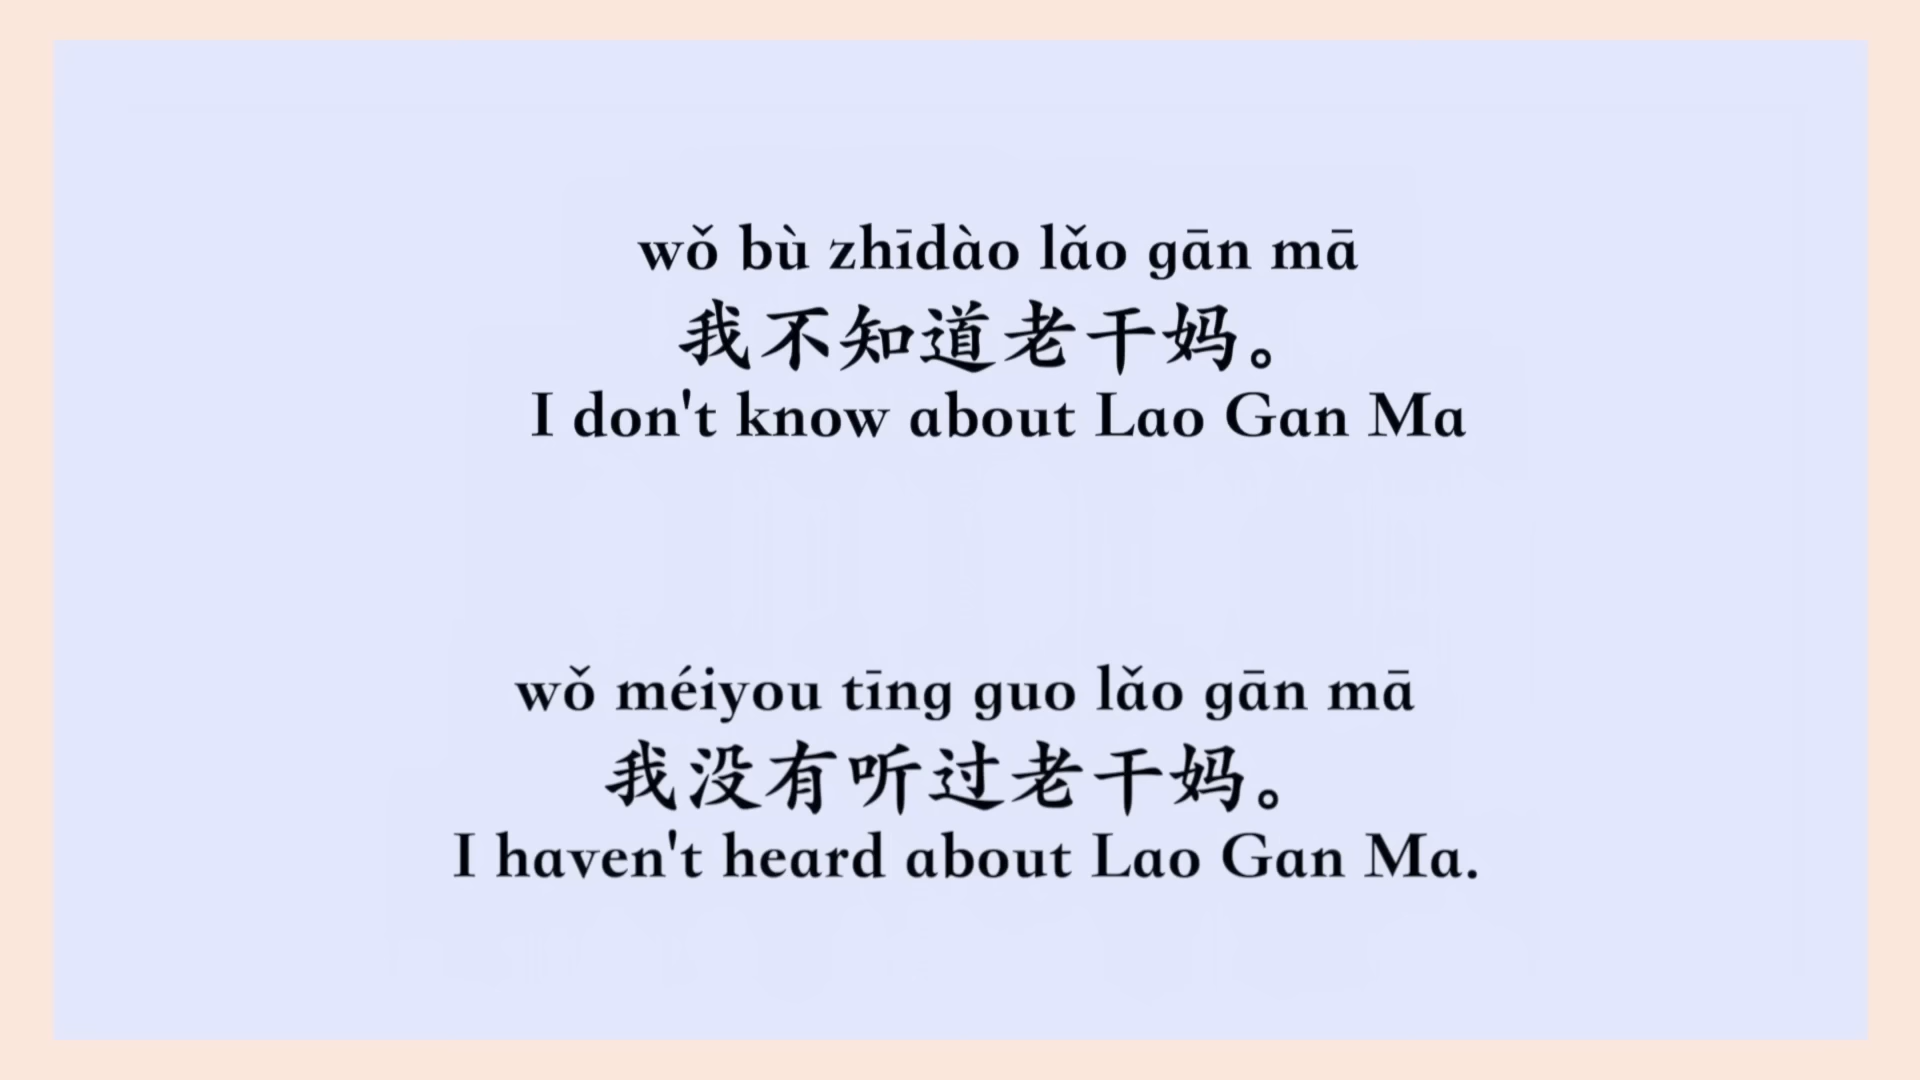 wǒ bù zhīdào lǎo gān mā
我不知道老干妈。
I don't know about Lao Gan Ma
wǒ méiyou tīng guo lǎo gān mā
我没有听过老干妈。
I haven't heard about Lao Gan Ma.